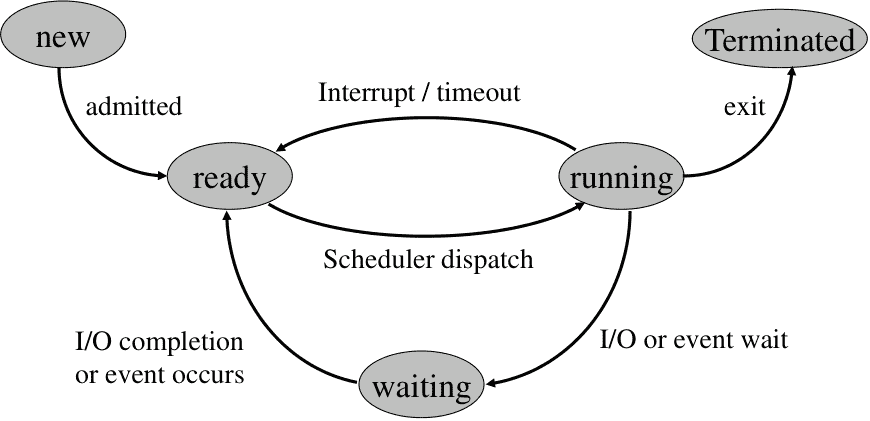 new
Terminated
Interrupt / timeout
admitted
exit
ready
running
Scheduler dispatch
I/O completion
or event occurs
I/O or event wait
waiting